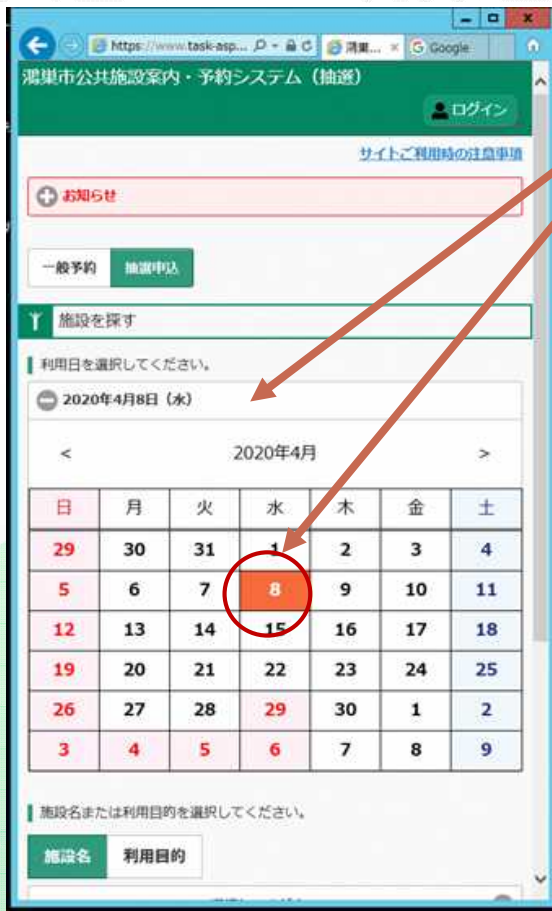 https://www.task-asp... 鴻巣... Google
鴻巣市公共施設案内・予約システム（抽選）
ログイン
サイトご利用時の注意事項
お知らせ
一般予約 抽選申込
施設を探す
利用日を選択してください。
2020年4月8日（水）
< 2020年4月 >
日 月 火 水 木 金 土
29 30 31 1 2 3 4
5 6 7 8 9 10 11
12 13 14 15 16 17 18
19 20 21 22 23 24 25
26 27 28 29 30 1 2
3 4 5 6 7 8 9
施設名または利用目的を選択してください。
施設名 利用目的